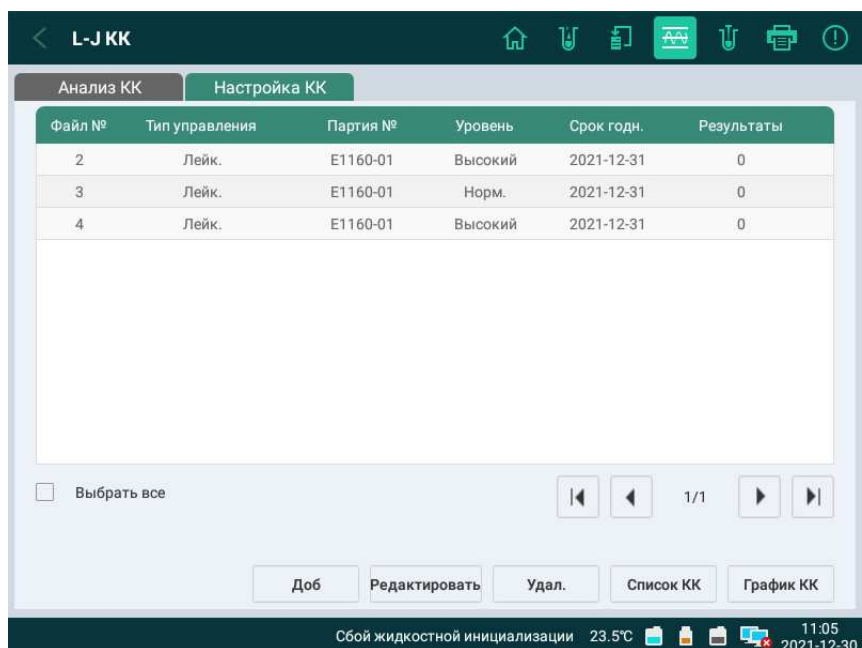 L-J КК
Анализ КК Настройка КК
Файл № Тип управления Партия № Уровень Срок годн. Результаты
2 Лейк. E1160-01 Высокий 2021-12-31 0
3 Лейк. E1160-01 Норм. 2021-12-31 0
4 Лейк. E1160-01 Высокий 2021-12-31 0
Выбрать все 1/1
Доб Редактировать Удал. Список КК График КК
Сбой жидкостной инициализации 23.5℃ 11:05
2021-12-30